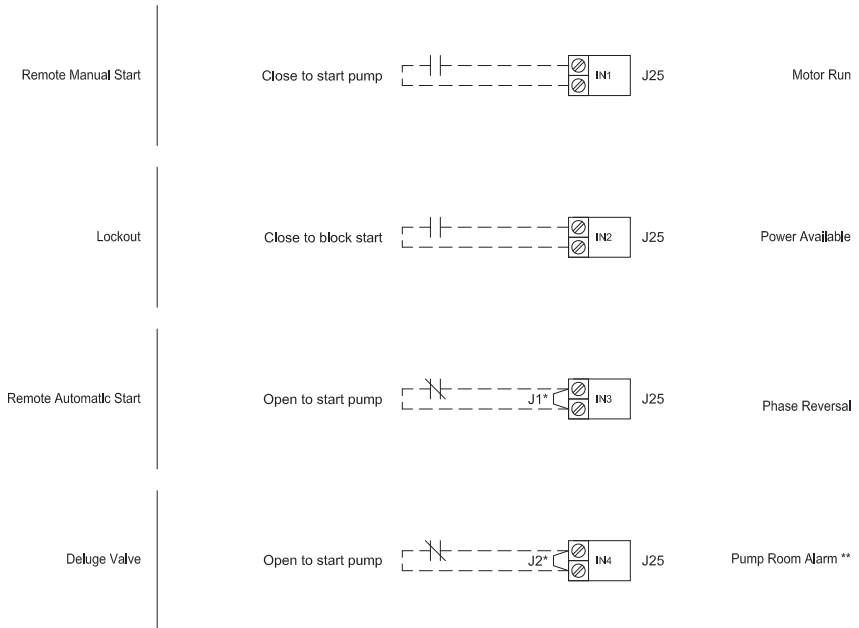 Remote Manual Start Close to start pump IN1 J25 Motor Run
Lockout Close to block start IN2 J25 Power Available
Remote Automatic Start Open to start pump J1* IN3 J25 Phase Reversal
Deluge Valve Open to start pump J2* IN4 J25 Pump Room Alarm **